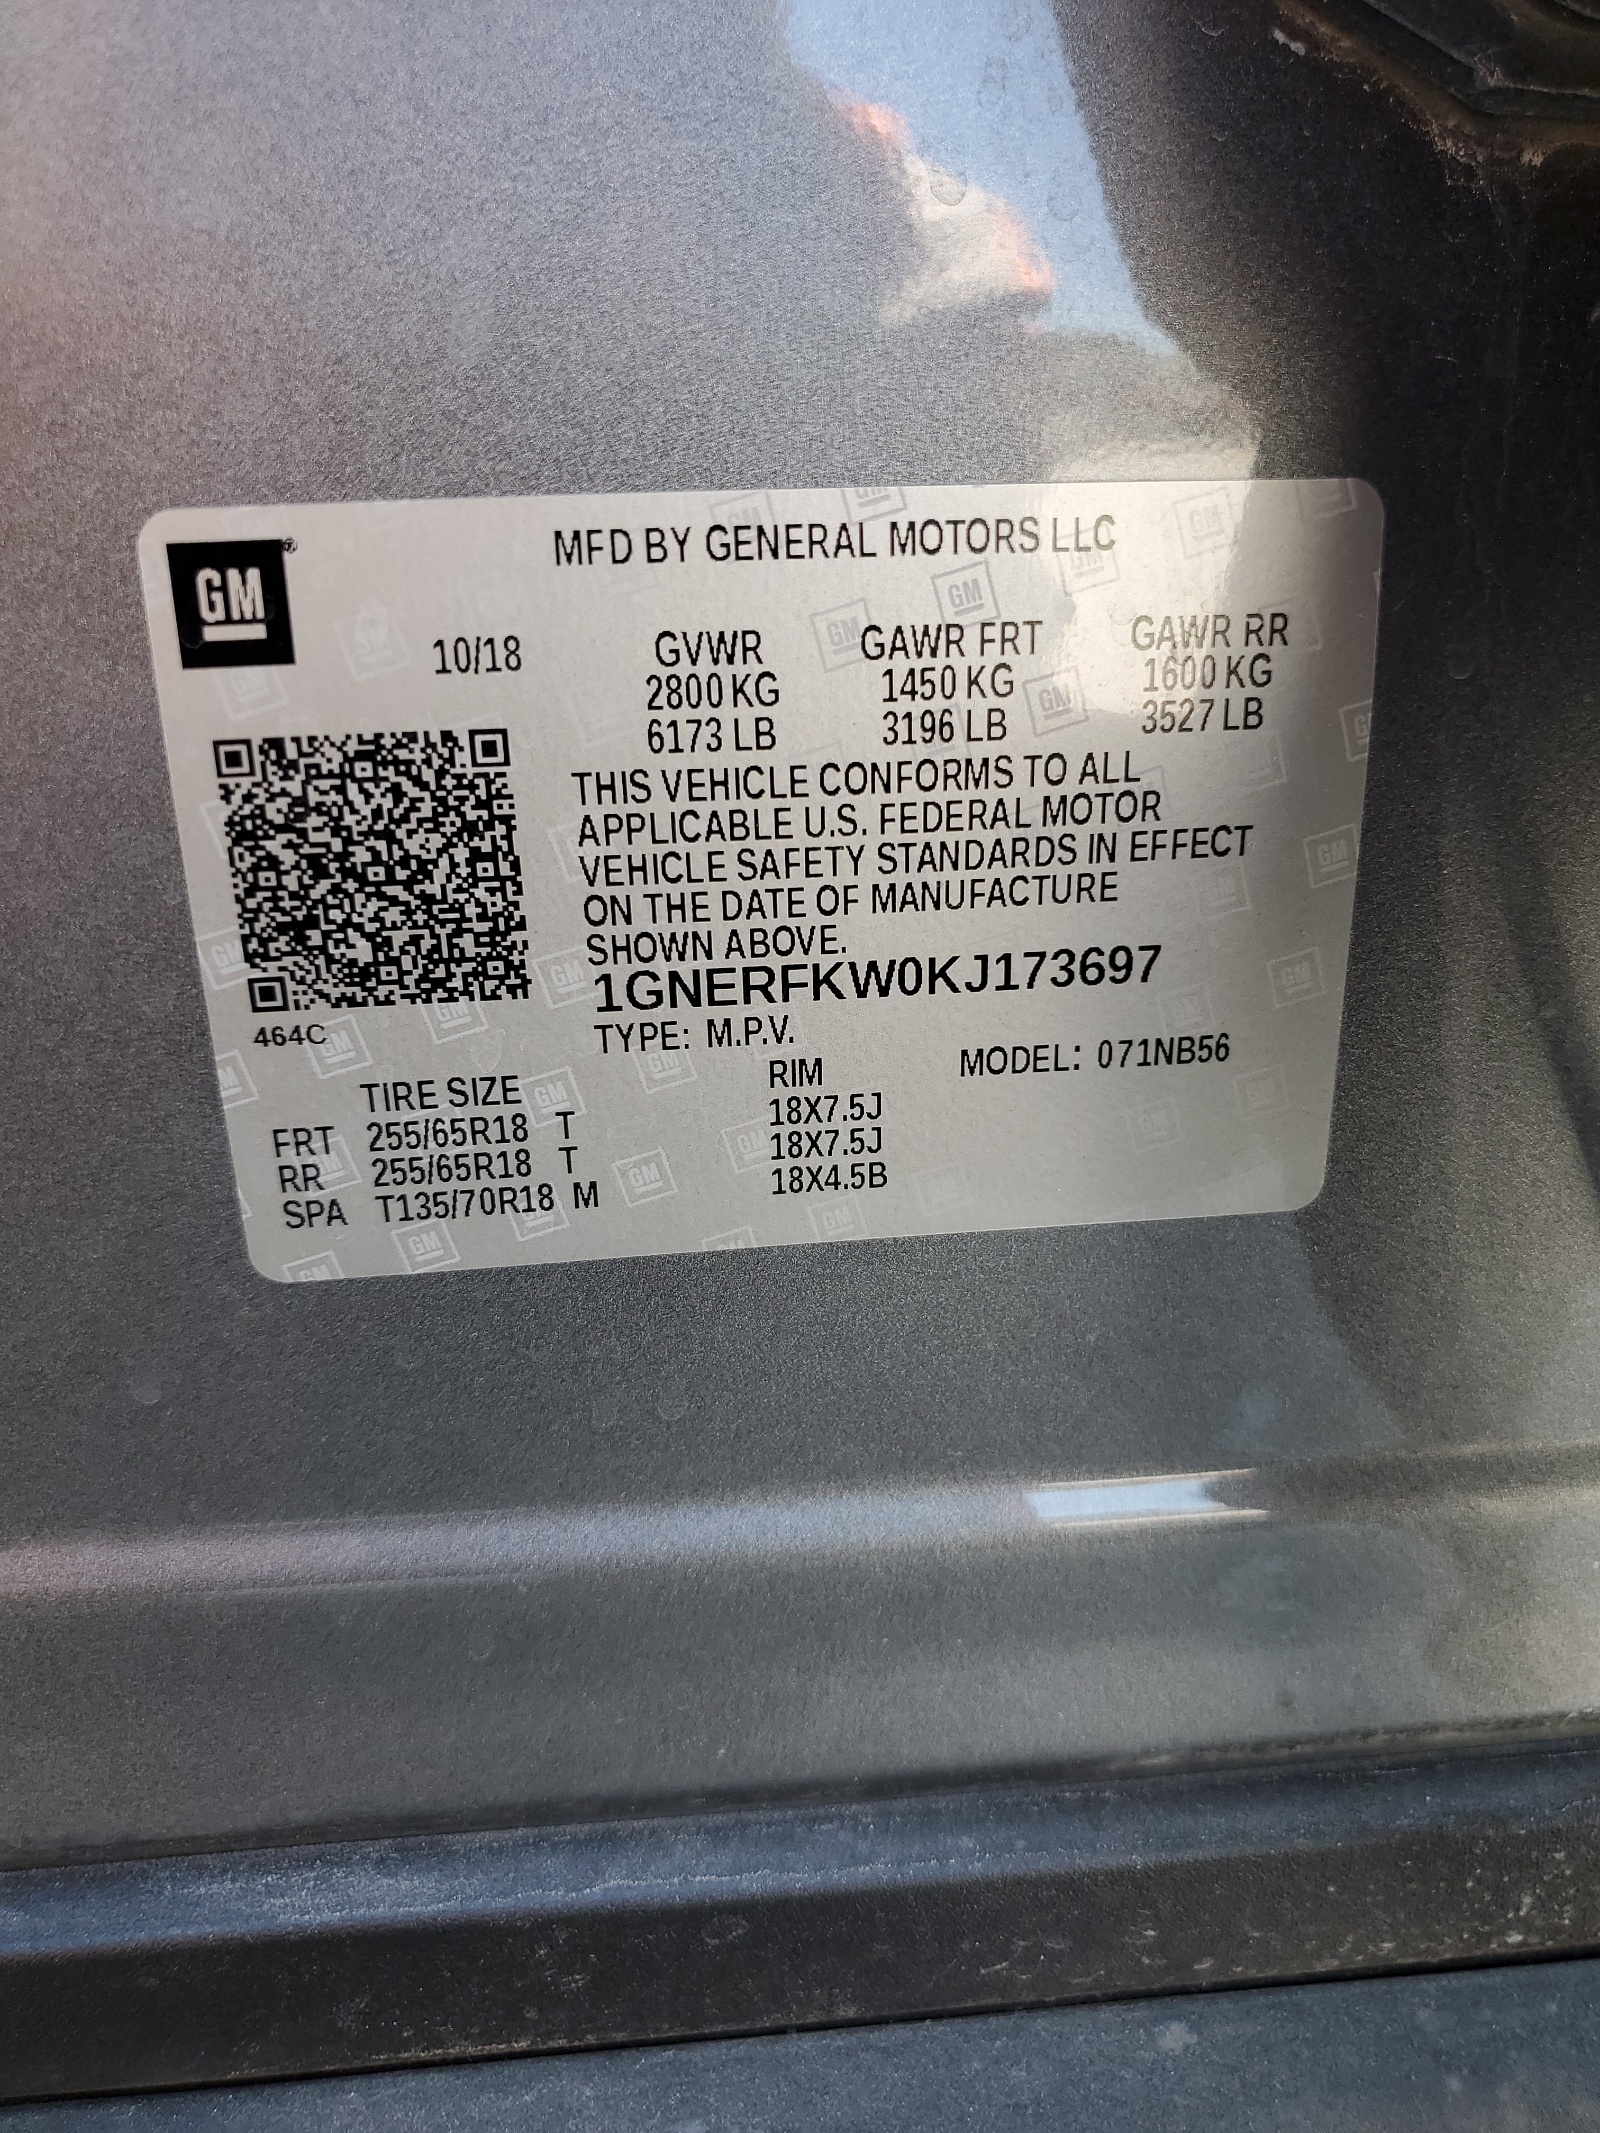 GM ®
MFD BY GENERAL MOTORS LLC
10/18 GVWR GAWR FRT GAWR RR
2800 KG 1450 KG 1600 KG
6173 LB 3196 LB 3527 LB
THIS VEHICLE CONFORMS TO ALL
APPLICABLE U.S. FEDERAL MOTOR
VEHICLE SAFETY STANDARDS IN EFFECT
ON THE DATE OF MANUFACTURE
SHOWN ABOVE.
1GNERFKW0KJ173697
464C
TYPE: M.P.V. MODEL: 071NB56
TIRE SIZE RIM
FRT 255/65R18 T 18X7.5J
RR 255/65R18 T 18X7.5J
SPA T135/70R18 M 18X4.5B